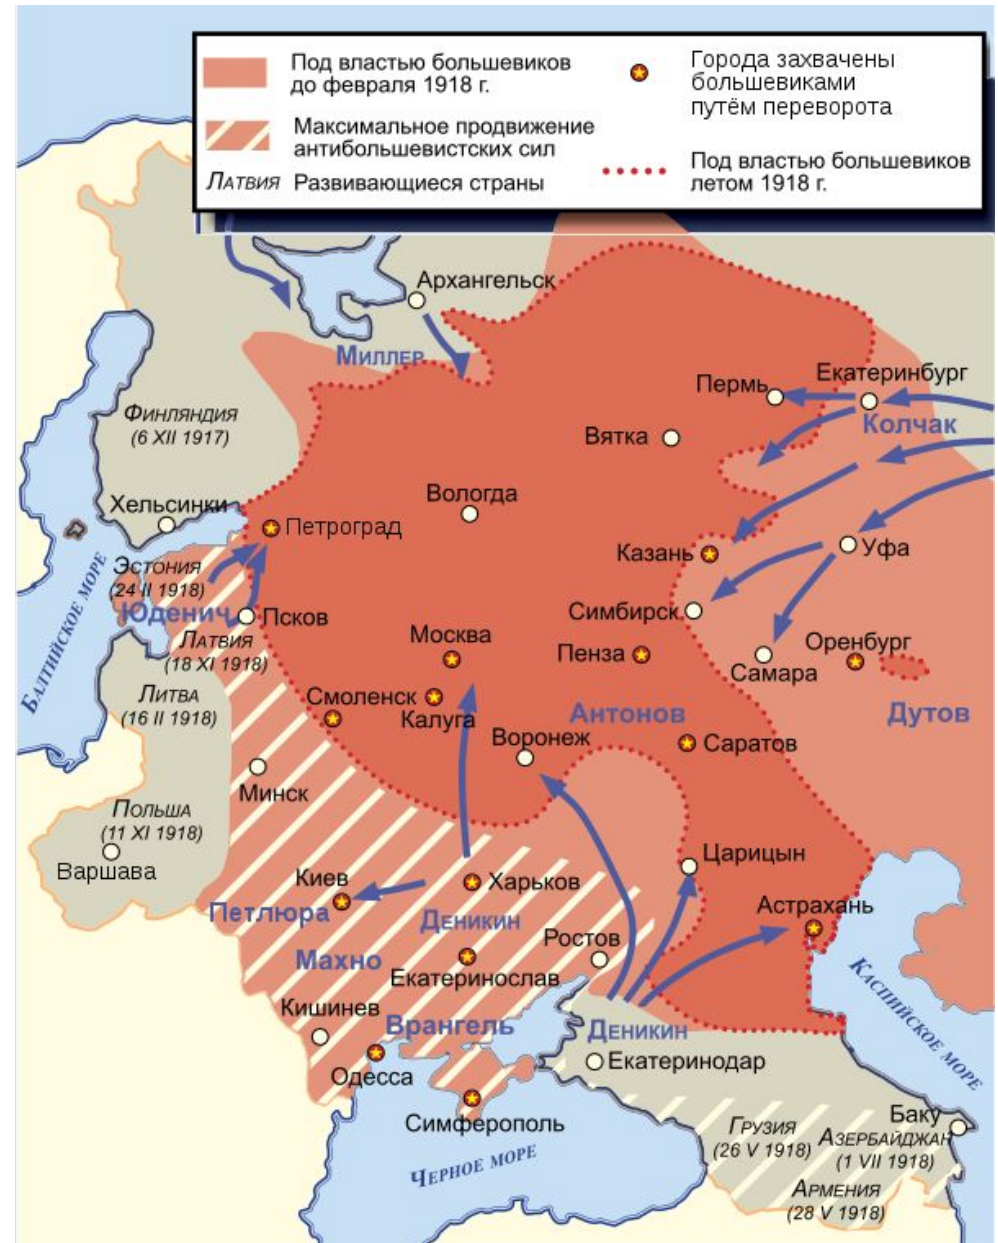 Под властью большевиков
до февраля 1918 г.
Максимальное продвижение
антибольшевистских сил
Латвия Развивающиеся страны
Города захвачены
большевиками
путём переворота
Под властью большевиков
летом 1918 г.
Архангельск
Миллер
Пермь
Екатеринбург
Колчак
Финляндия
(6 XII 1917)
Вятка
Вологда
Хельсинки
Петроград
Казань
Уфа
Эстония
(24 II 1918)
Юденич
Псков
Симбирск
Латвия
(18 XI 1918)
Москва
Пенза
Самара
Оренбург
Балтийское море
Литва
(16 II 1918)
Смоленск
Калуга
Антонов
Дутов
Воронеж
Саратов
Минск
Польша
(11 XI 1918)
Варшава
Царицын
Киев
Харьков
Петлюра
Деникин
Астрахань
Махно
Ростов
Екатеринослав
Каспийское море
Кишинев
Врангель
Деникин
Одесса
Екатеринодар
Симферополь
Черное море
Баку
Грузия
(26 V 1918)
Азербайджан
(1 VII 1918)
Армения
(28 V 1918)